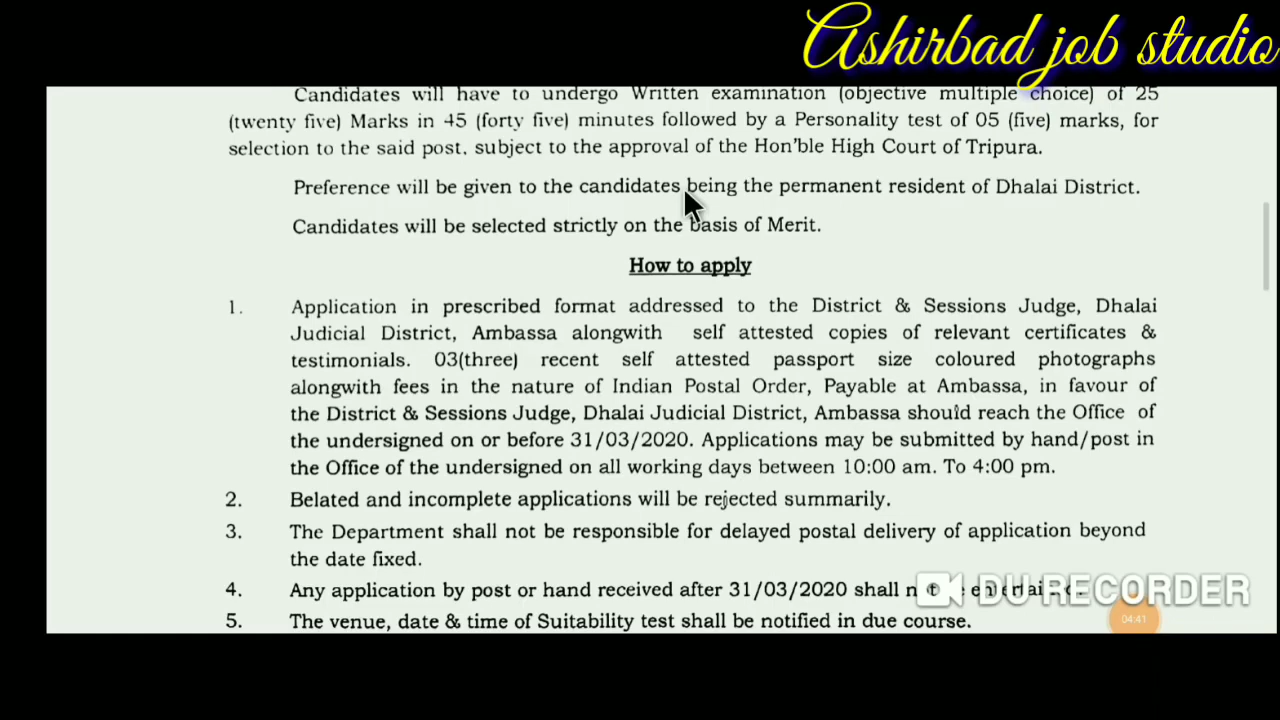 Ashirbad job studio
Candidates will have to undergo Written examination (objective multiple choice) of 25
(twenty five) Marks in 45 (forty five) minutes followed by a Personality test of 05 (five) marks, for
selection to the said post, subject to the approval of the Hon'ble High Court of Tripura.
Preference will be given to the candidates being the permanent resident of Dhalai District.
Candidates will be selected strictly on the basis of Merit.
How to apply
1. Application in prescribed format addressed to the District & Sessions Judge, Dhalai
Judicial District, Ambassa alongwith self attested copies of relevant certificates &
testimonials. 03(three) recent self attested passport size coloured photographs
alongwith fees in the nature of Indian Postal Order, Payable at Ambassa, in favour of
the District & Sessions Judge, Dhalai Judicial District, Ambassa should reach the Office of
the undersigned on or before 31/03/2020. Applications may be submitted by hand/post in
the Office of the undersigned on all working days between 10:00 am. To 4:00 pm.
2. Belated and incomplete applications will be rejected summarily.
3. The Department shall not be responsible for delayed postal delivery of application beyond
the date fixed.
4. Any application by post or hand received after 31/03/2020 shall not
DU RECORDER
5. The venue, date & time of Suitability test shall be notified in due course.
04:41